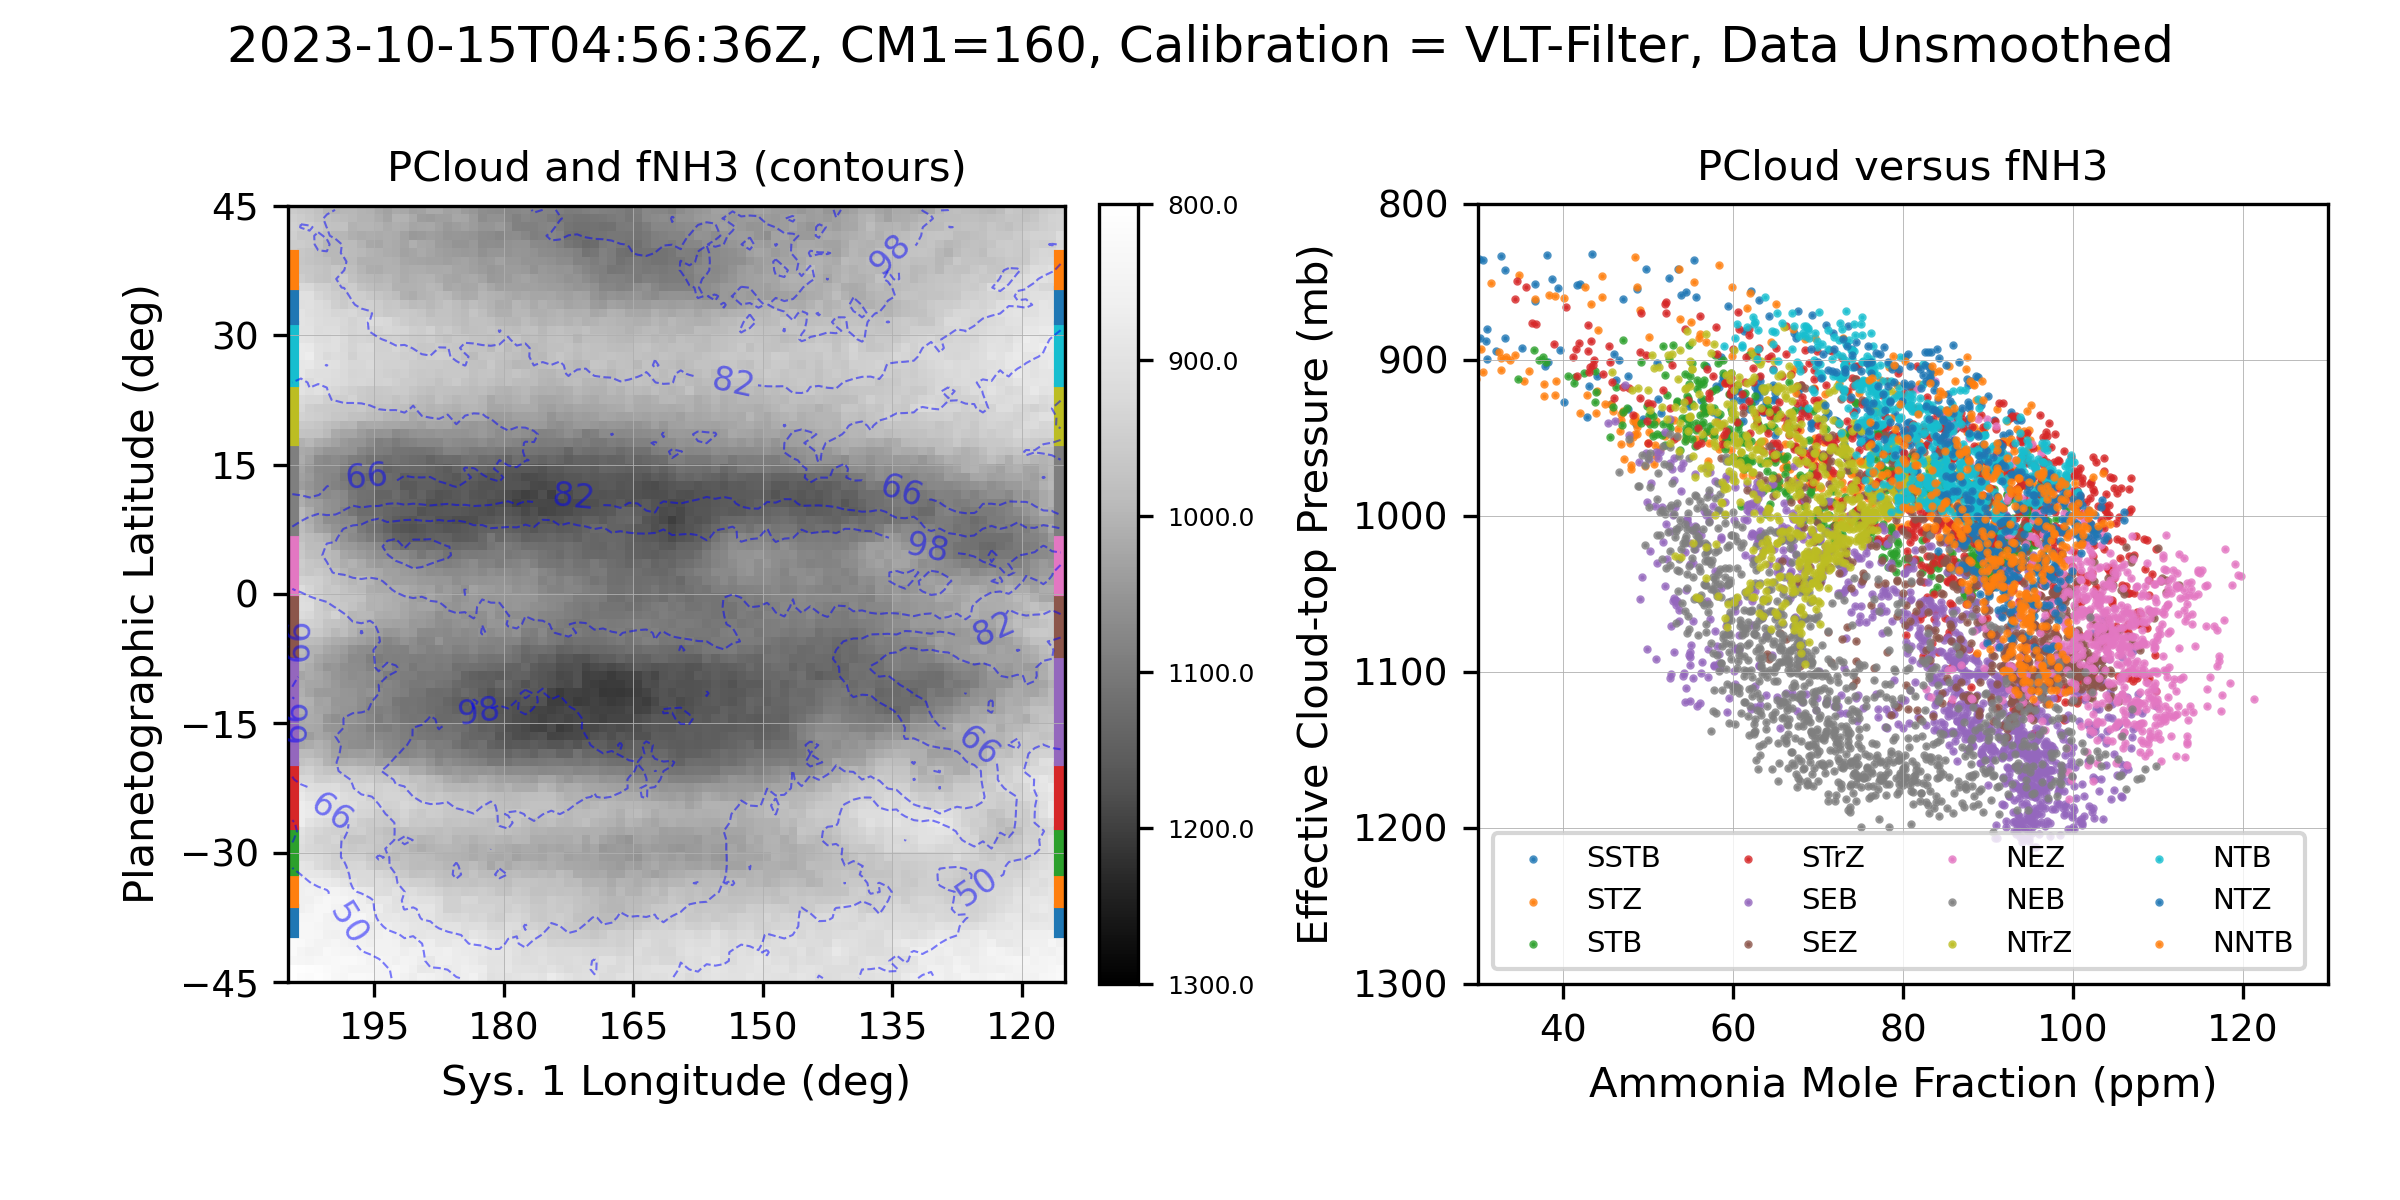 2023-10-15T04:56:36Z, CM1=160, Calibration = VLT-Filter, Data Unsmoothed
PCloud and fNH3 (contours)
Planetographic Latitude (deg)
45
30
15
0
−15
−30
−45
98
82
66
82
66
98
66
82
98
66
66
66
50
50
195
180
165
150
135
120
Sys. 1 Longitude (deg)
800.0
900.0
1000.0
1100.0
1200.0
1300.0
PCloud versus fNH3
Effective Cloud-top Pressure (mb)
800
900
1000
1100
1200
1300
SSTB
STZ
STB
STrZ
SEB
SEZ
NEZ
NEB
NTrZ
NTB
NTZ
NNTB
40
60
80
100
120
Ammonia Mole Fraction (ppm)